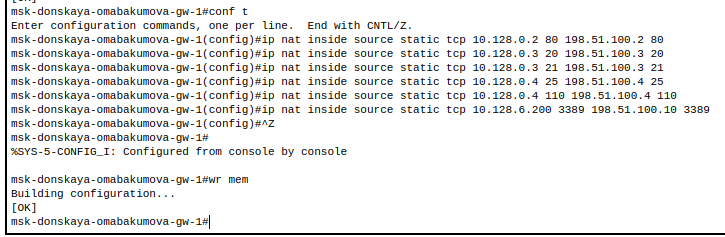 [OK]
msk-donskaya-omabakumova-gw-1#conf t
Enter configuration commands, one per line.  End with CNTL/Z.
msk-donskaya-omabakumova-gw-1(config)#ip nat inside source static tcp 10.128.0.2 80 198.51.100.2 80
msk-donskaya-omabakumova-gw-1(config)#ip nat inside source static tcp 10.128.0.3 20 198.51.100.3 20
msk-donskaya-omabakumova-gw-1(config)#ip nat inside source static tcp 10.128.0.3 21 198.51.100.3 21
msk-donskaya-omabakumova-gw-1(config)#ip nat inside source static tcp 10.128.0.4 25 198.51.100.4 25
msk-donskaya-omabakumova-gw-1(config)#ip nat inside source static tcp 10.128.0.4 110 198.51.100.4 110
msk-donskaya-omabakumova-gw-1(config)#ip nat inside source static tcp 10.128.6.200 3389 198.51.100.10 3389
msk-donskaya-omabakumova-gw-1(config)#^Z
msk-donskaya-omabakumova-gw-1#
%SYS-5-CONFIG_I: Configured from console by console
msk-donskaya-omabakumova-gw-1#wr mem
Building configuration...
[OK]
msk-donskaya-omabakumova-gw-1#